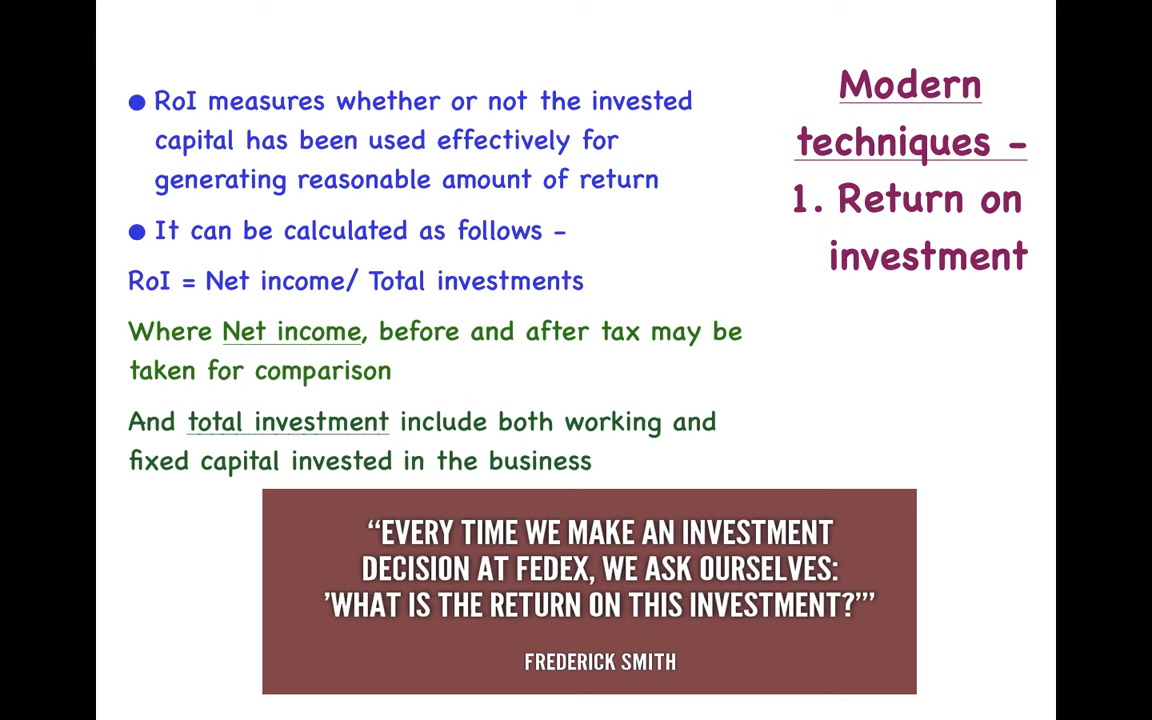 Modern
techniques -
1. Return on
investment
● RoI measures whether or not the invested
capital has been used effectively for
generating reasonable amount of return
● It can be calculated as follows -
RoI = Net income/ Total investments
Where Net income, before and after tax may be
taken for comparison
And total investment include both working and
fixed capital invested in the business
“EVERY TIME WE MAKE AN INVESTMENT
DECISION AT FEDEX, WE ASK OURSELVES:
’WHAT IS THE RETURN ON THIS INVESTMENT?’”
FREDERICK SMITH